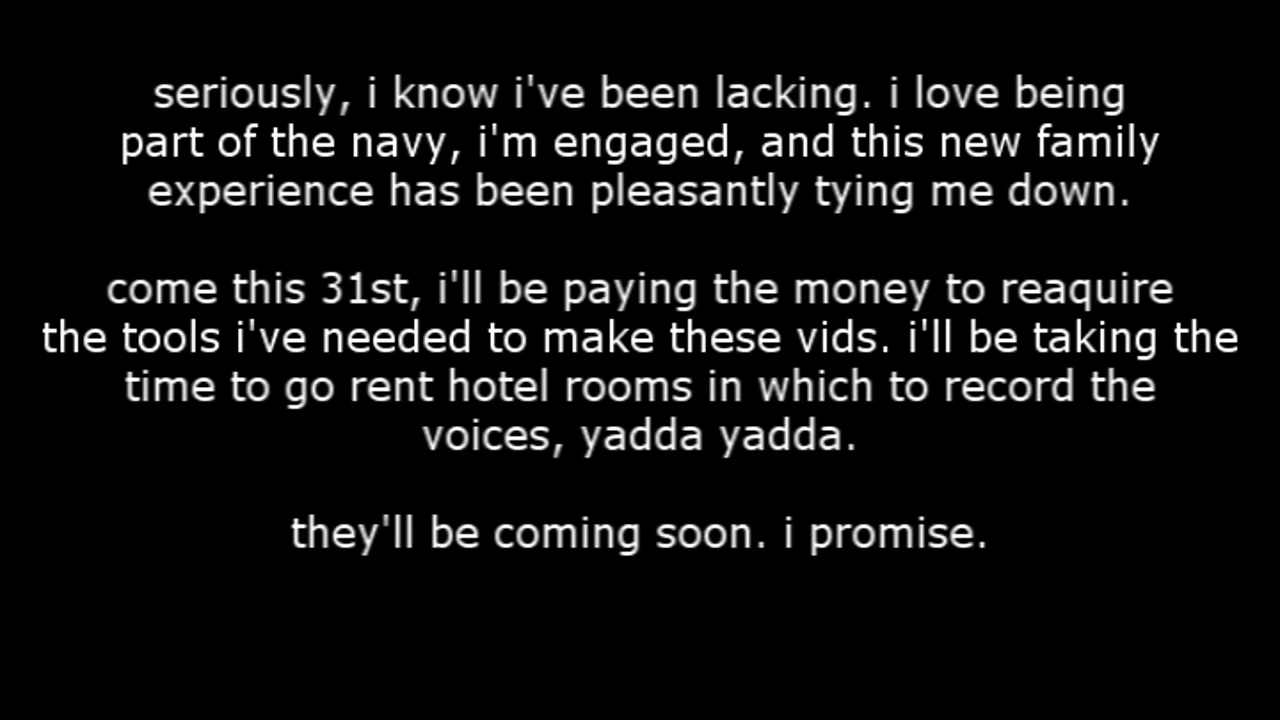 seriously, i know i've been lacking. i love being
part of the navy, i'm engaged, and this new family
experience has been pleasantly tying me down.
come this 31st, i'll be paying the money to reaquire
the tools i've needed to make these vids. i'll be taking the
time to go rent hotel rooms in which to record the
voices, yadda yadda.
they'll be coming soon. i promise.